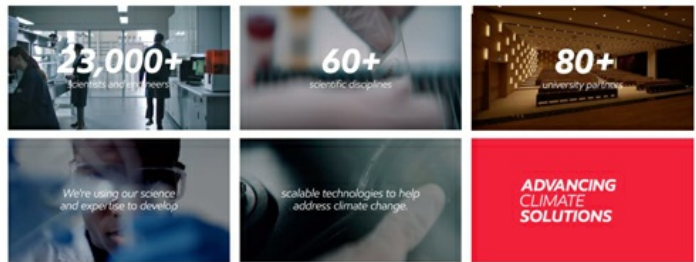 23,000+
scientists and engineers
60+
scientific disciplines
80+
university partners
We're using our science
and expertise to develop
scalable technologies to help
address climate change.
ADVANCING
CLIMATE
SOLUTIONS